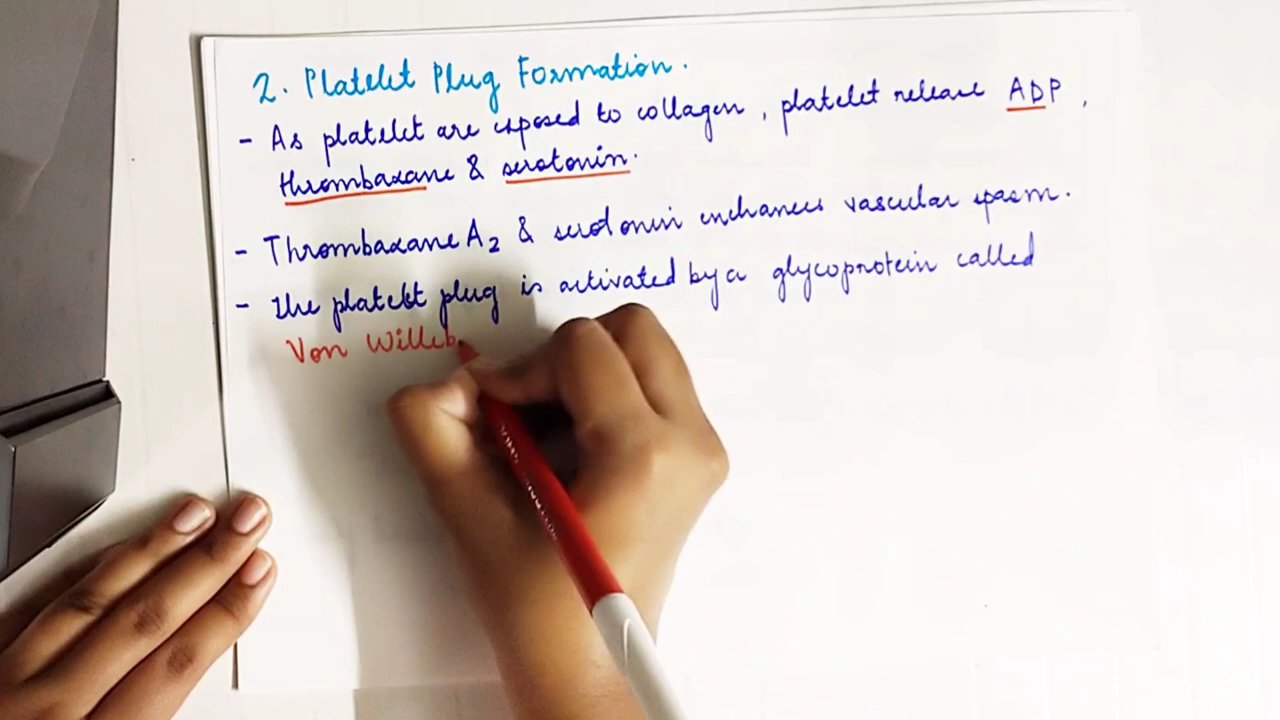 2. Platelet Plug Formation.
- As platelet are exposed to collagen, platelet release ADP,
thrombaxane & serotonin.
- Thrombaxane A2 & serotonin enchances vascular spasm.
- the platelet plug is activated by a glycoprotein called
Von Willeb